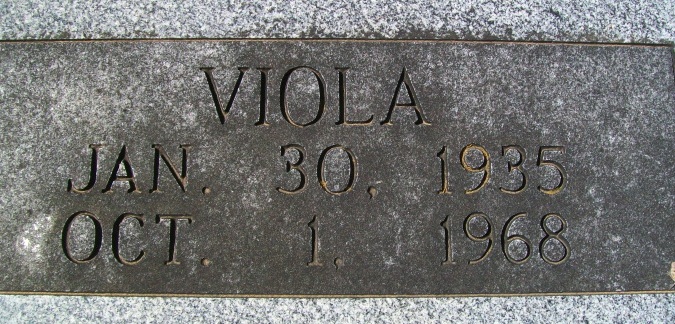 VIOLA
JAN. 30, 1935
OCT. 1, 1968